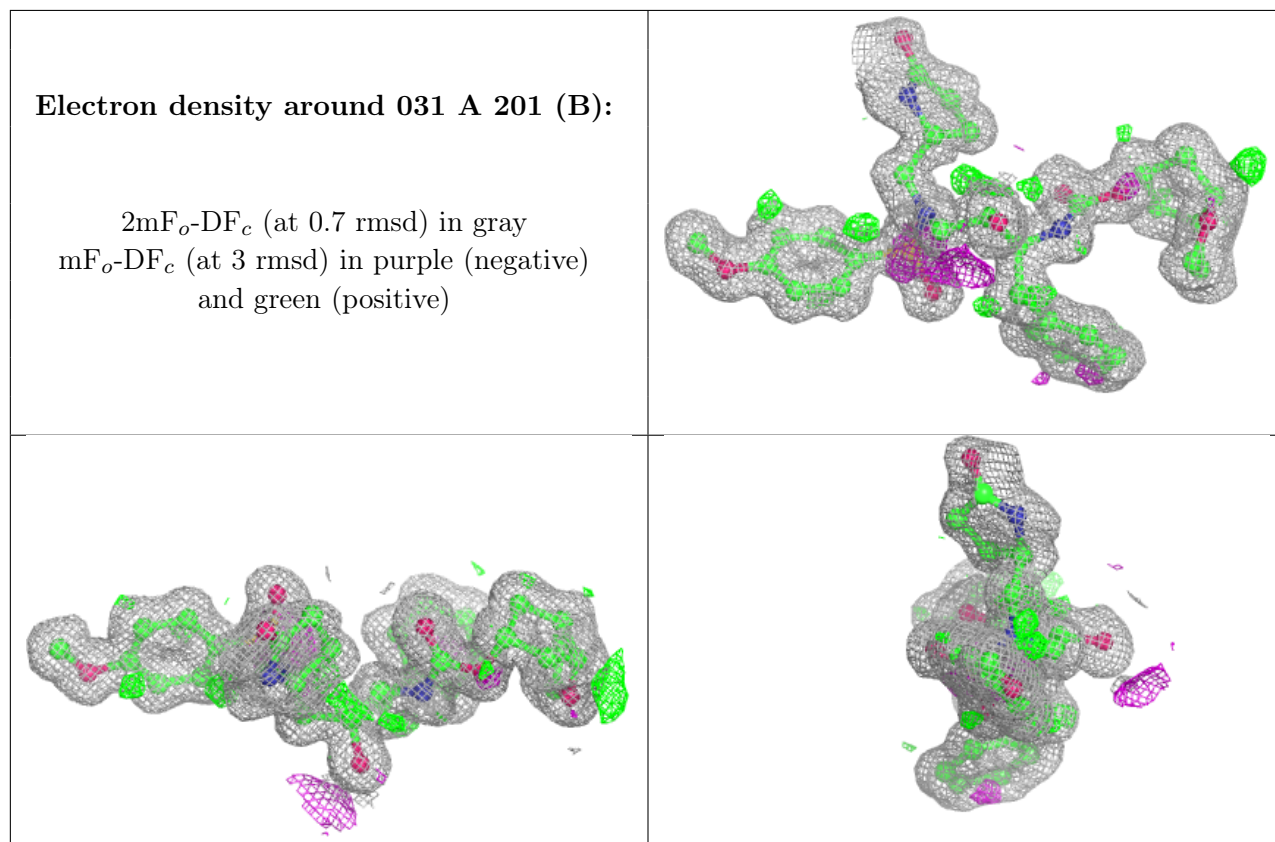 Electron density around 031 A 201 (B):
2mFo-DFc (at 0.7 rmsd) in gray
mFo-DFc (at 3 rmsd) in purple (negative)
and green (positive)